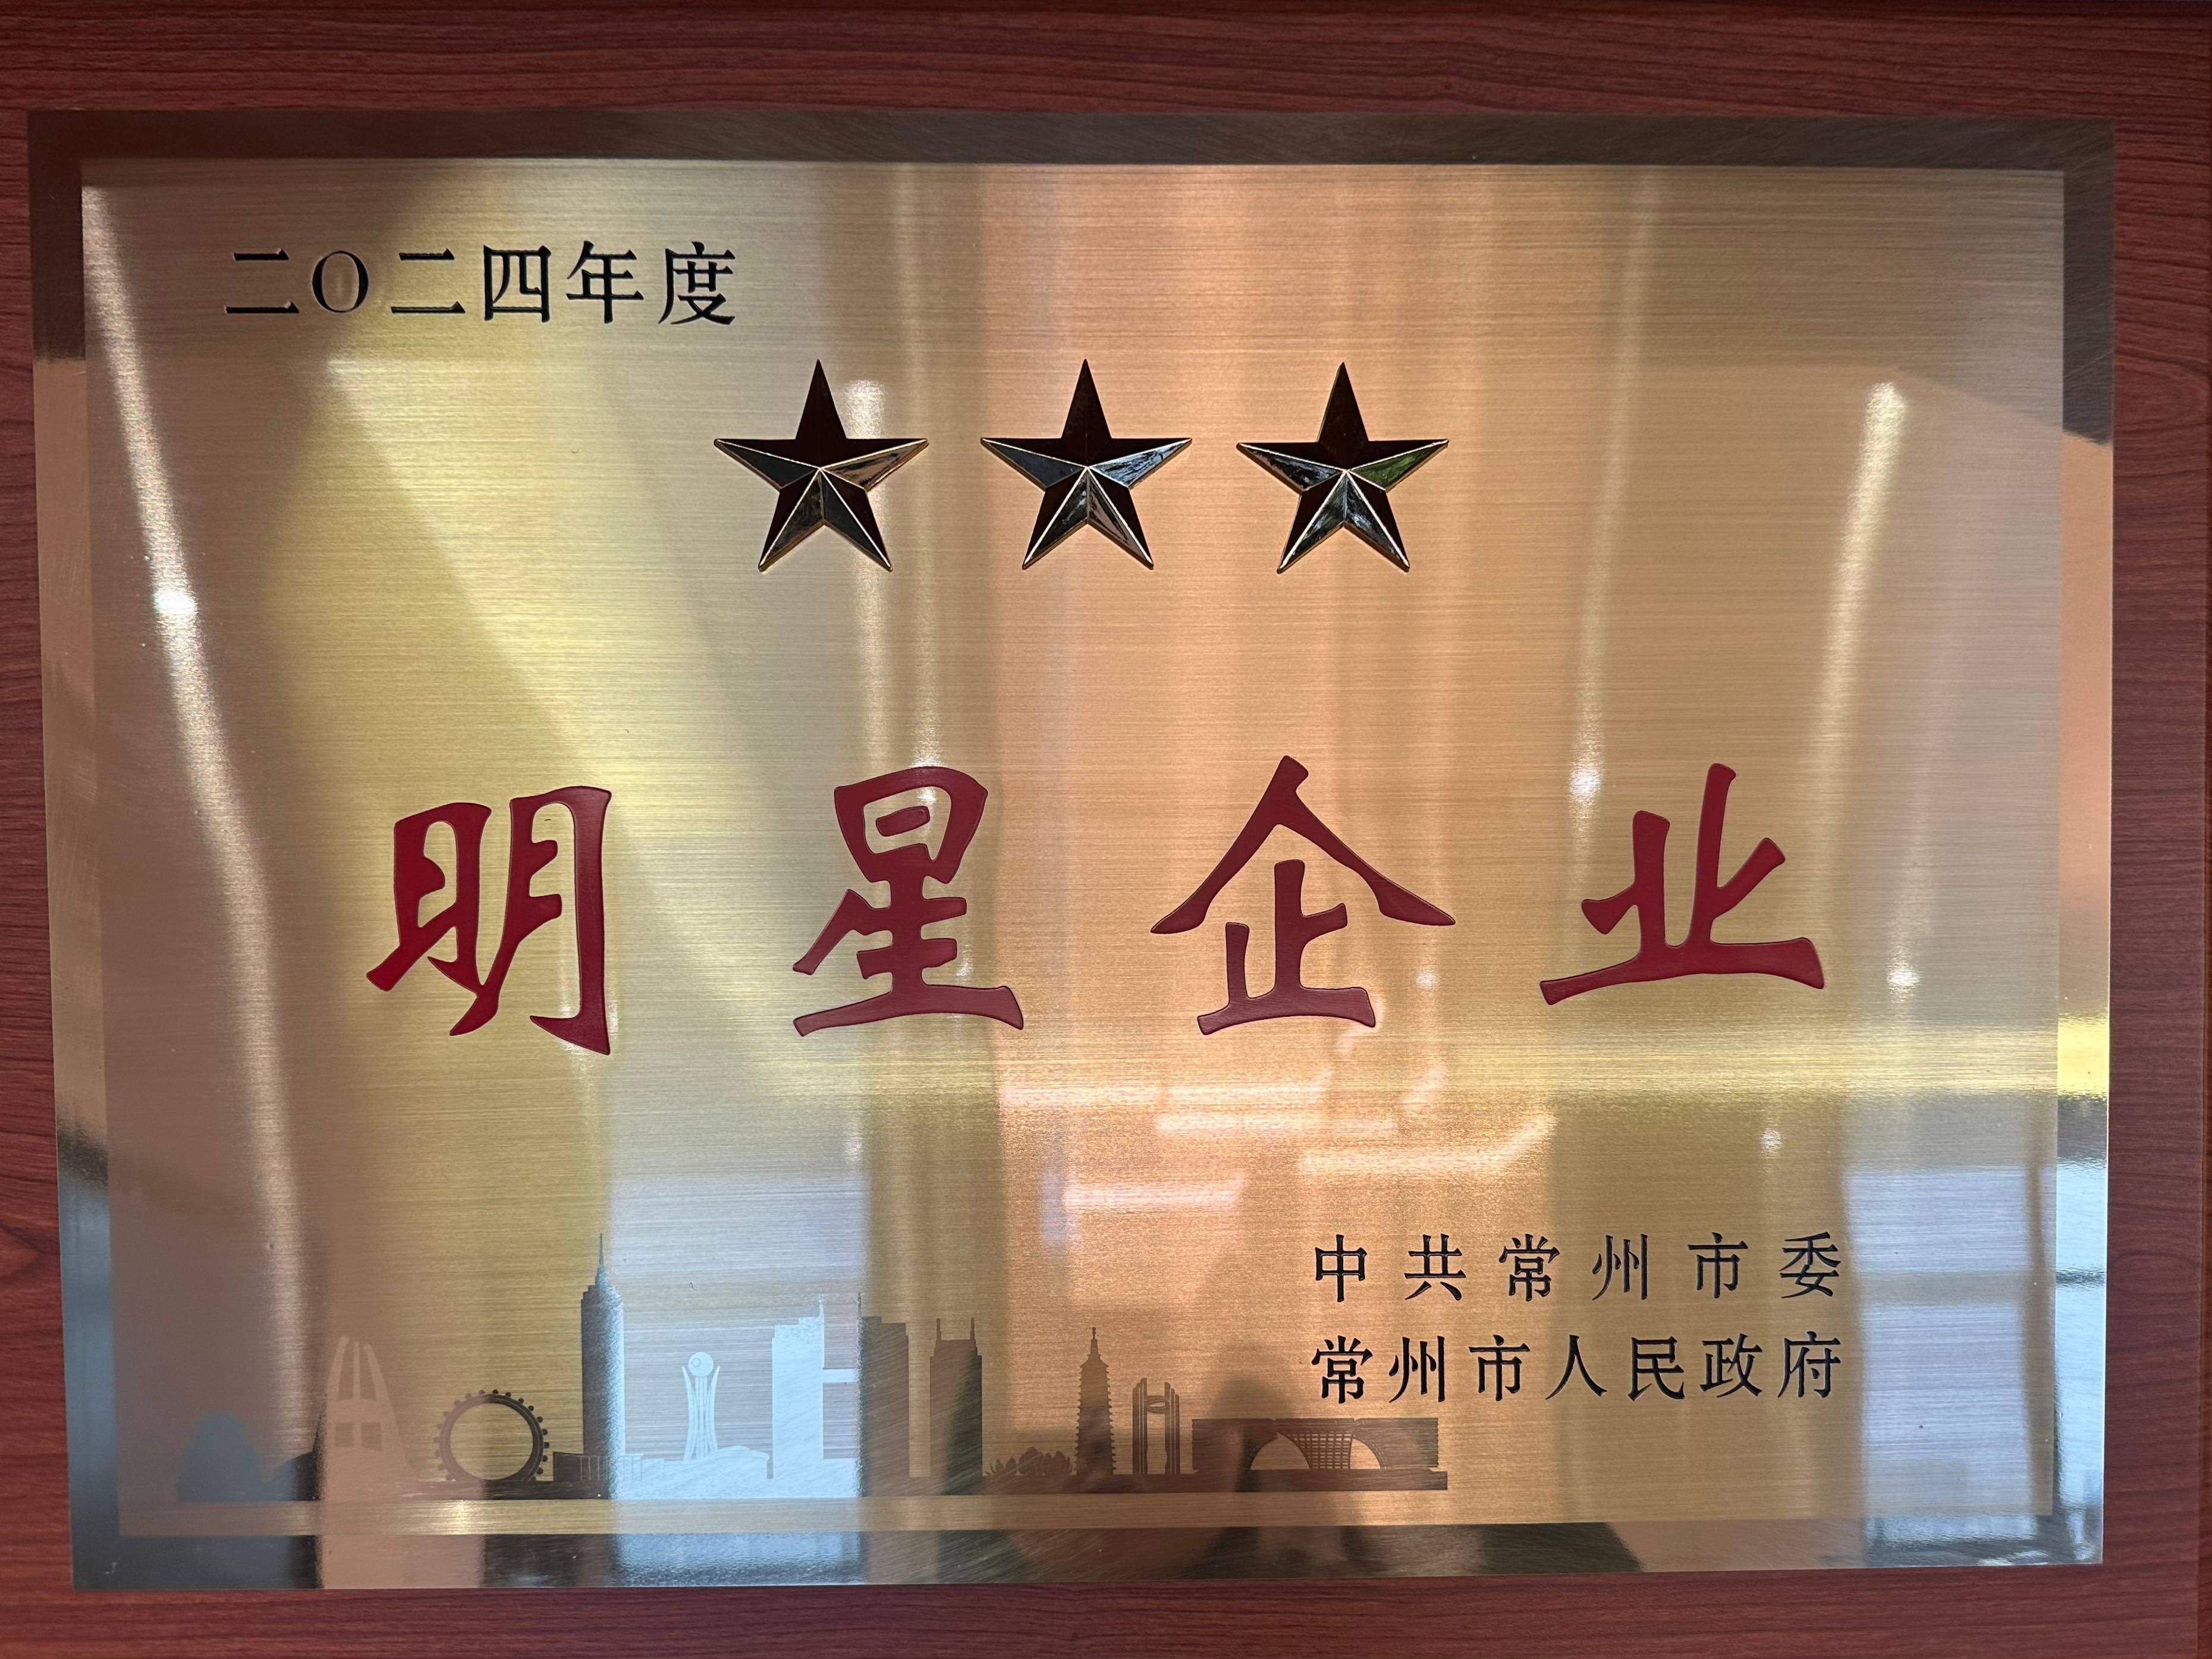 二〇二四年度
明星企业
中共常州市委
常州市人民政府